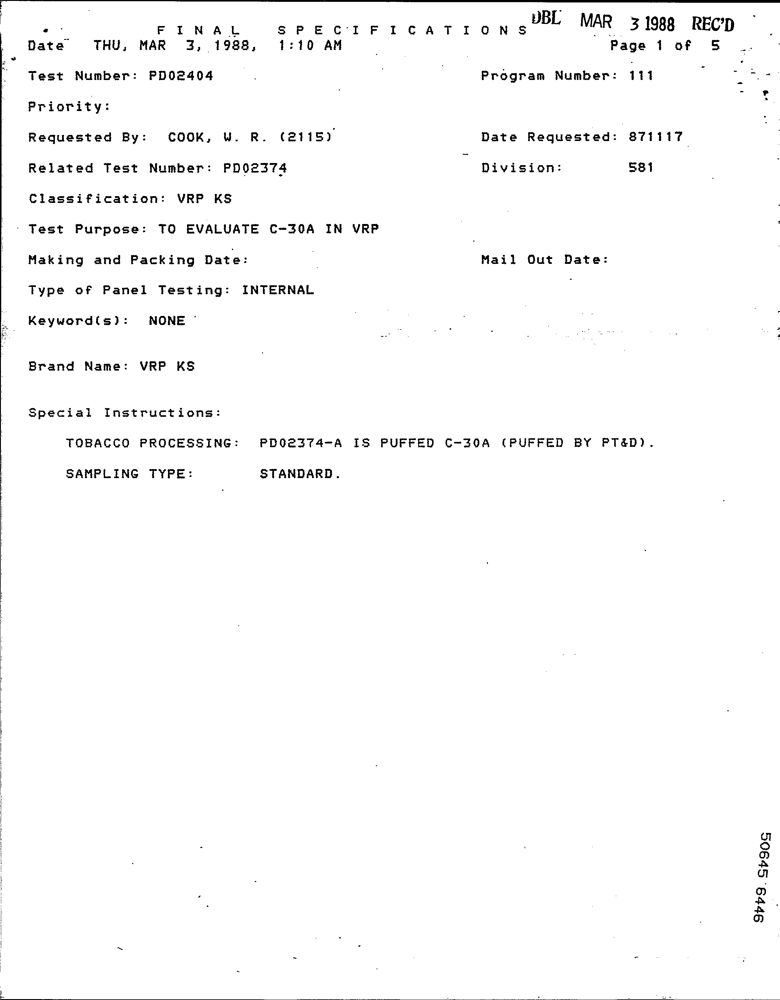 DBL MAR 3 1988 REC'D
F I N A L S P E C I F I C A T I O N S
Date THU, MAR 3, 1988, 1:10 AM Page 1 of 5
Test Number: PD02404 Program Number: 111
Priority:
Requested By: COOK, W. R. (2115) Date Requested: 871117
Related Test Number: PD02374 Division: 581
Classification: VRP KS
Test Purpose: TO EVALUATE C-30A IN VRP
Making and Packing Date: Mail Out Date:
Type of Panel Testing: INTERNAL
Keyword(s): NONE
Brand Name: VRP KS
Special Instructions:
TOBACCO PROCESSING: PD02374-A IS PUFFED C-30A (PUFFED BY PT&D).
SAMPLING TYPE: STANDARD.
50645 6446